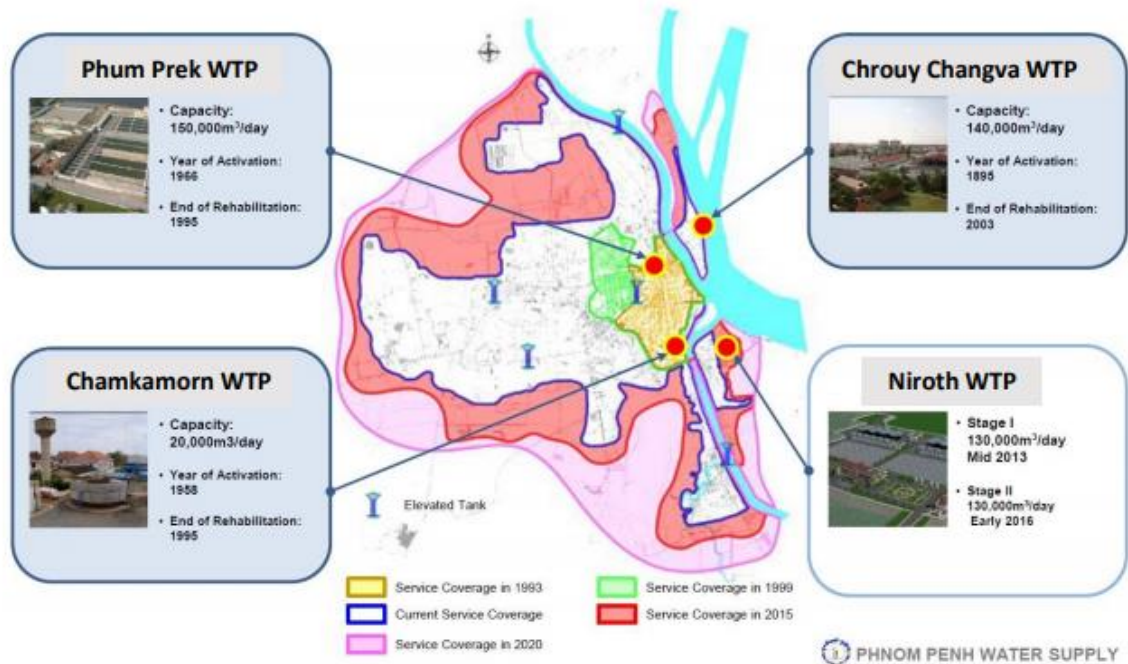 Phum Prek WTP
• Capacity:
150,000m³/day
• Year of Activation:
1966
• End of Rehabilitation:
1995
Chrouy Changva WTP
• Capacity:
140,000m³/day
• Year of Activation:
1895
• End of Rehabilitation:
2003
Chamkamorn WTP
• Capacity:
20,000m3/day
• Year of Activation:
1958
• End of Rehabilitation:
1995
Niroth WTP
• Stage I
130,000m³/day
Mid 2013
• Stage II
130,000m³/day
Early 2016
Elevated Tank
Service Coverage in 1993
Service Coverage in 1999
Current Service Coverage
Service Coverage in 2015
Service Coverage in 2020
PHNOM PENH WATER SUPPLY